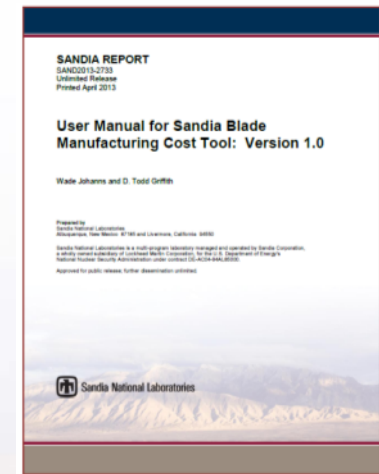 SANDIA REPORT
SAND2013-2733
Unlimited Release
Printed April 2013
User Manual for Sandia Blade
Manufacturing Cost Tool: Version 1.0
Wade Johanns and D. Todd Griffith
Prepared by
Sandia National Laboratories
Albuquerque, New Mexico 87185 and Livermore, California 94550
Sandia National Laboratories is a multi-program laboratory managed and operated by Sandia Corporation,
a wholly owned subsidiary of Lockheed Martin Corporation, for the U.S. Department of Energy's
National Nuclear Security Administration under contract DE-AC04-94AL85000.
Approved for public release; further dissemination unlimited.
Sandia National Laboratories